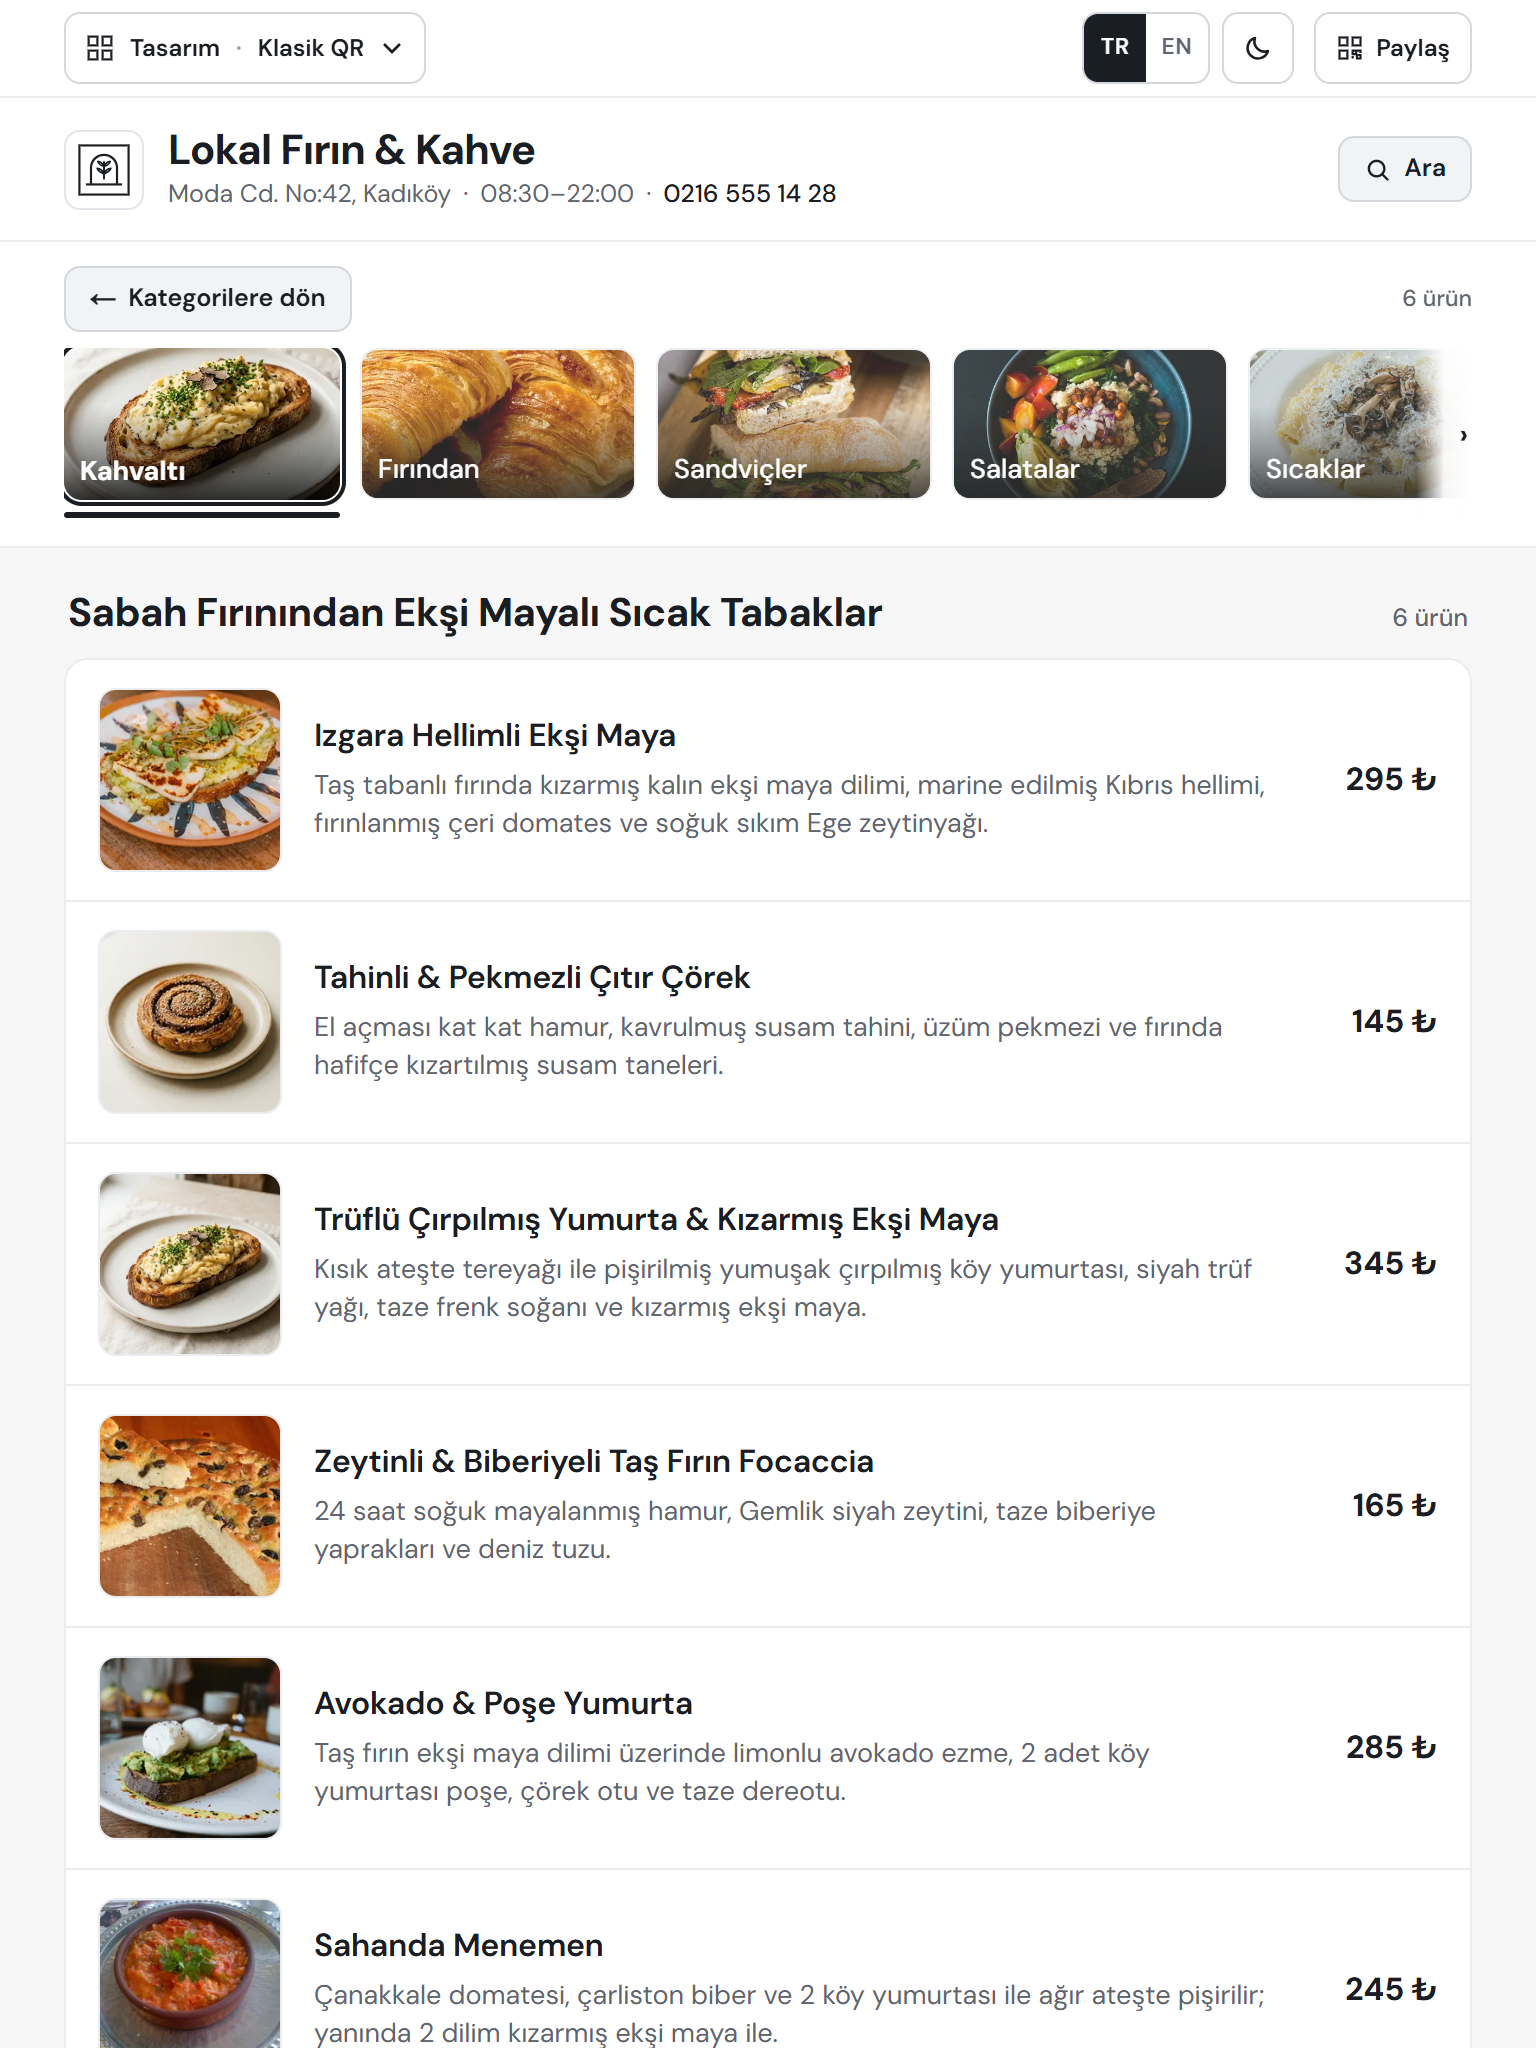 Tasarım · Klasik QR
TR EN
Paylaş
Lokal Fırın & Kahve
Moda Cd. No:42, Kadıköy · 08:30–22:00 · 0216 555 14 28
Ara
← Kategorilere dön
6 ürün
Kahvaltı
Fırından
Sandviçler
Salatalar
Sıcaklar
›
Sabah Fırınından Ekşi Mayalı Sıcak Tabaklar
6 ürün
Izgara Hellimli Ekşi Maya
Taş tabanlı fırında kızarmış kalın ekşi maya dilimi, marine edilmiş Kıbrıs hellimi,
fırınlanmış çeri domates ve soğuk sıkım Ege zeytinyağı.
295 ₺
Tahinli & Pekmezli Çıtır Çörek
El açması kat kat hamur, kavrulmuş susam tahini, üzüm pekmezi ve fırında
hafifçe kızartılmış susam taneleri.
145 ₺
Trüflü Çırpılmış Yumurta & Kızarmış Ekşi Maya
Kısık ateşte tereyağı ile pişirilmiş yumuşak çırpılmış köy yumurtası, siyah trüf
yağı, taze frenk soğanı ve kızarmış ekşi maya.
345 ₺
Zeytinli & Biberiyeli Taş Fırın Focaccia
24 saat soğuk mayalanmış hamur, Gemlik siyah zeytini, taze biberiye
yaprakları ve deniz tuzu.
165 ₺
Avokado & Poşe Yumurta
Taş fırın ekşi maya dilimi üzerinde limonlu avokado ezme, 2 adet köy
yumurtası poşe, çörek otu ve taze dereotu.
285 ₺
Sahanda Menemen
Çanakkale domatesi, çarliston biber ve 2 köy yumurtası ile ağır ateşte pişirilir;
yanında 2 dilim kızarmış ekşi maya ile.
245 ₺